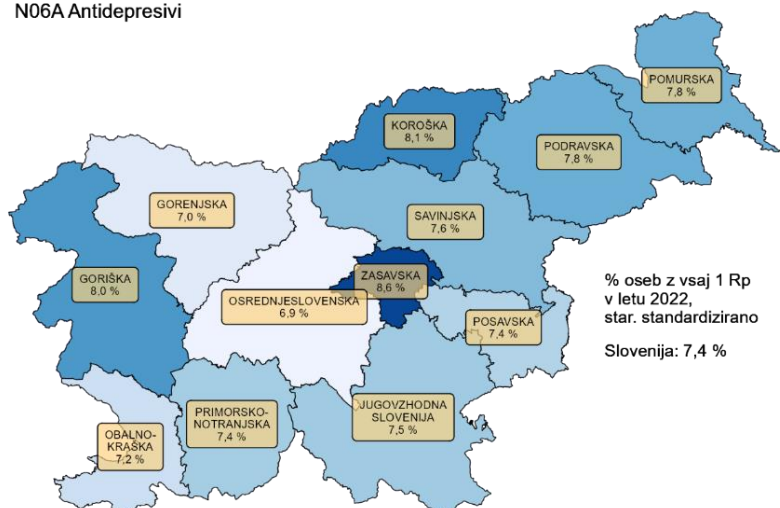 N06A Antidepresivi
POMURSKA
7,8 %
KOROŠKA
8,1 %
PODRAVSKA
7,8 %
GORENJSKA
7,0 %
SAVINJSKA
7,6 %
GORIŠKA
8,0 %
ZASAVSKA
8,6 %
OSREDNJESLOVENSKA
6,9 %
POSAVSKA
7,4 %
% oseb z vsaj 1 Rp
v letu 2022,
star. standardizirano
Slovenija: 7,4 %
OBALNO-
KRAŠKA
7,2 %
PRIMORSKO-
NOTRANJSKA
7,4 %
JUGOVZHODNA
SLOVENIJA
7,5 %